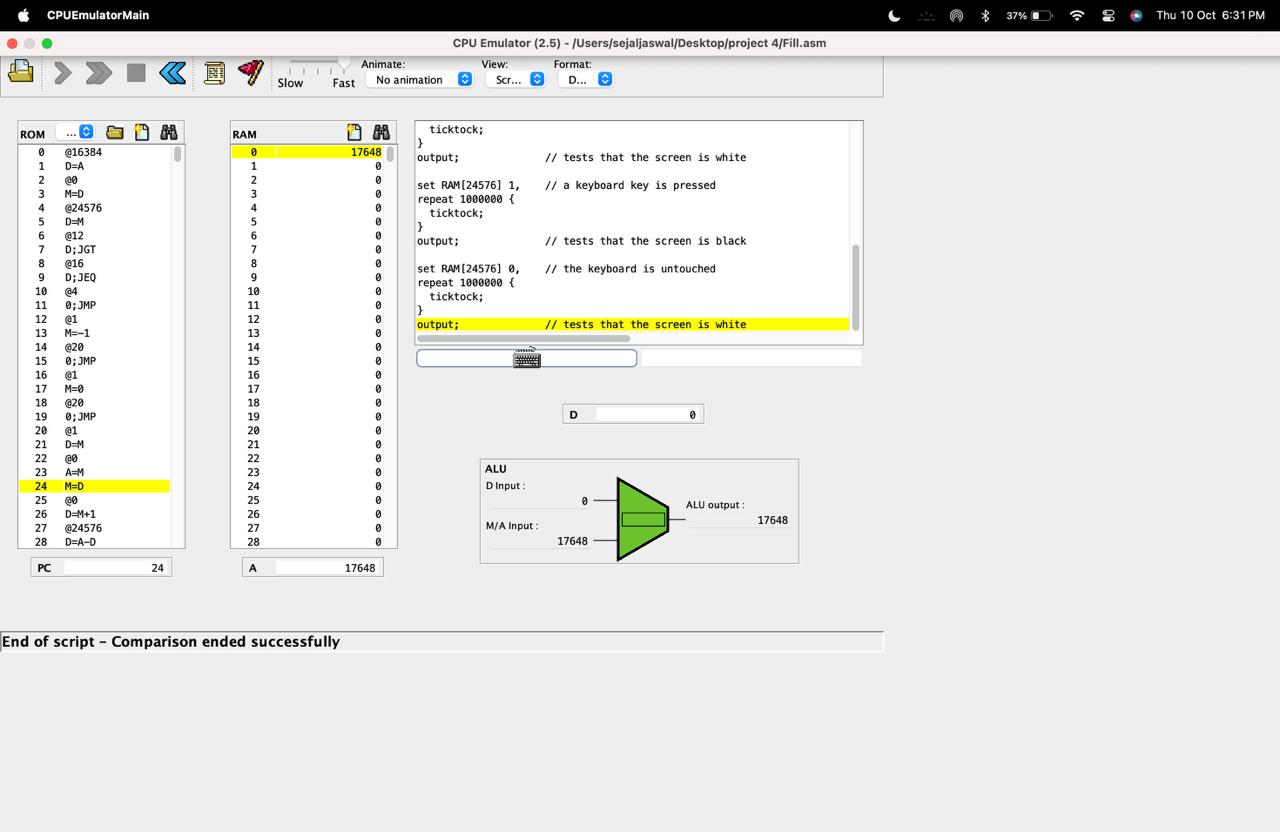 CPUEmulatorMain 37% Thu 10 Oct 6:31 PM
CPU Emulator (2.5) - /Users/sejaljaswal/Desktop/project 4/Fill.asm
Animate: View: Format:
Slow Fast No animation Scr... D...
ROM ...
0 @16384
1 D=A
2 @0
3 M=D
4 @24576
5 D=M
6 @12
7 D;JGT
8 @16
9 D;JEQ
10 @4
11 0;JMP
12 @1
13 M=-1
14 @20
15 0;JMP
16 @1
17 M=0
18 @20
19 0;JMP
20 @1
21 D=M
22 @0
23 A=M
24 M=D
25 @0
26 D=M+1
27 @24576
28 D=A-D
PC 24
RAM
0 17648
1 0
2 0
3 0
4 0
5 0
6 0
7 0
8 0
9 0
10 0
11 0
12 0
13 0
14 0
15 0
16 0
17 0
18 0
19 0
20 0
21 0
22 0
23 0
24 0
25 0
26 0
27 0
28 0
A 17648
ticktock;
}
output; // tests that the screen is white
set RAM[24576] 1, // a keyboard key is pressed
repeat 1000000 {
ticktock;
}
output; // tests that the screen is black
set RAM[24576] 0, // the keyboard is untouched
repeat 1000000 {
ticktock;
}
output; // tests that the screen is white
D 0
ALU
D Input :
0
M/A Input :
17648
ALU output :
17648
End of script - Comparison ended successfully